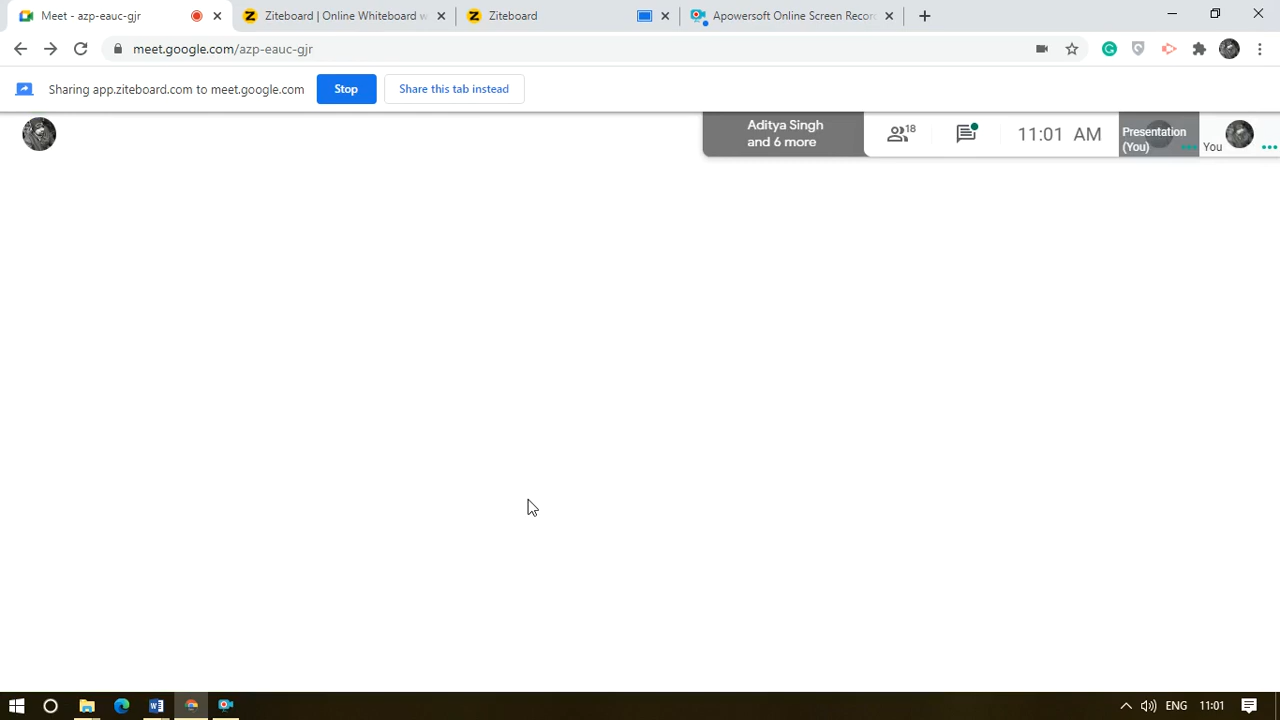 Meet - azp-eauc-gjr
Ziteboard | Online Whiteboard w
Ziteboard
Apowersoft Online Screen Recor
meet.google.com/azp-eauc-gjr
Sharing app.ziteboard.com to meet.google.com
Stop
Share this tab instead
Aditya Singh
and 6 more
18
11:01 AM
Presentation
(You)
You
ENG
11:01